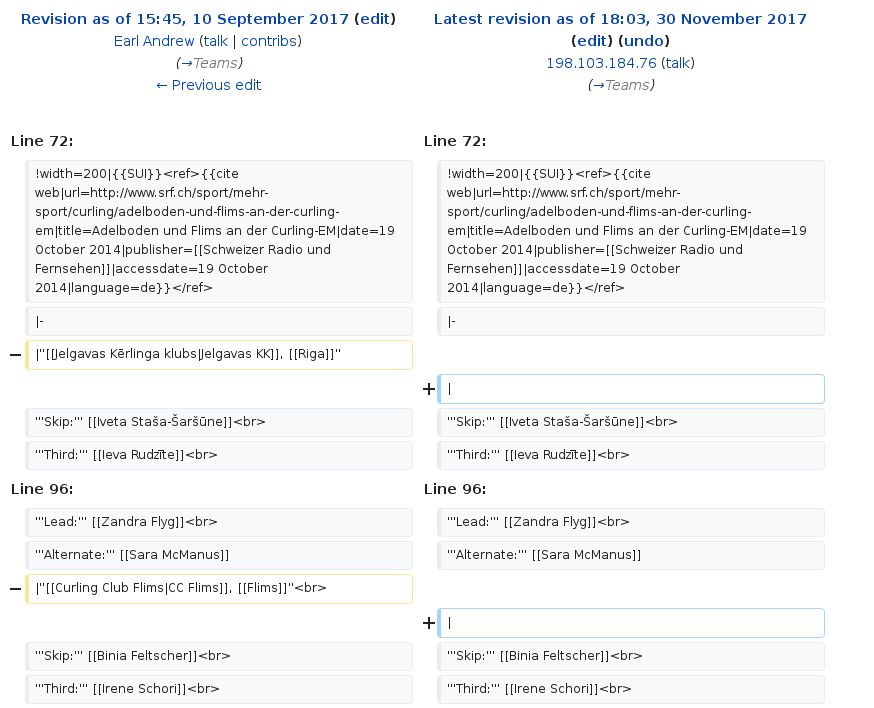 Revision as of 15:45, 10 September 2017 (edit)
Earl Andrew (talk | contribs)
(→Teams)
← Previous edit
Latest revision as of 18:03, 30 November 2017
(edit) (undo)
198.103.184.76 (talk)
(→Teams)
Line 72:
Line 72:
!width=200|{{SUI}}<ref>{{cite
web|url=http://www.srf.ch/sport/mehr-
sport/curling/adelboden-und-flims-an-der-curling-
em|title=Adelboden und Flims an der Curling-EM|date=19
October 2014|publisher=[[Schweizer Radio und
Fernsehen]]|accessdate=19 October
2014|language=de}}</ref>
!width=200|{{SUI}}<ref>{{cite
web|url=http://www.srf.ch/sport/mehr-
sport/curling/adelboden-und-flims-an-der-curling-
em|title=Adelboden und Flims an der Curling-EM|date=19
October 2014|publisher=[[Schweizer Radio und
Fernsehen]]|accessdate=19 October
2014|language=de}}</ref>
|-
|-
− |''[[Jelgavas Kērlinga klubs|Jelgavas KK]], [[Riga]]''
+ |
'''Skip:''' [[Iveta Staša-Šaršūne]]<br>
'''Skip:''' [[Iveta Staša-Šaršūne]]<br>
'''Third:''' [[Ieva Rudzīte]]<br>
'''Third:''' [[Ieva Rudzīte]]<br>
Line 96:
Line 96:
'''Lead:''' [[Zandra Flyg]]<br>
'''Lead:''' [[Zandra Flyg]]<br>
'''Alternate:''' [[Sara McManus]]
'''Alternate:''' [[Sara McManus]]
− |''[[Curling Club Flims|CC Flims]], [[Flims]]''<br>
+ |
'''Skip:''' [[Binia Feltscher]]<br>
'''Skip:''' [[Binia Feltscher]]<br>
'''Third:''' [[Irene Schori]]<br>
'''Third:''' [[Irene Schori]]<br>